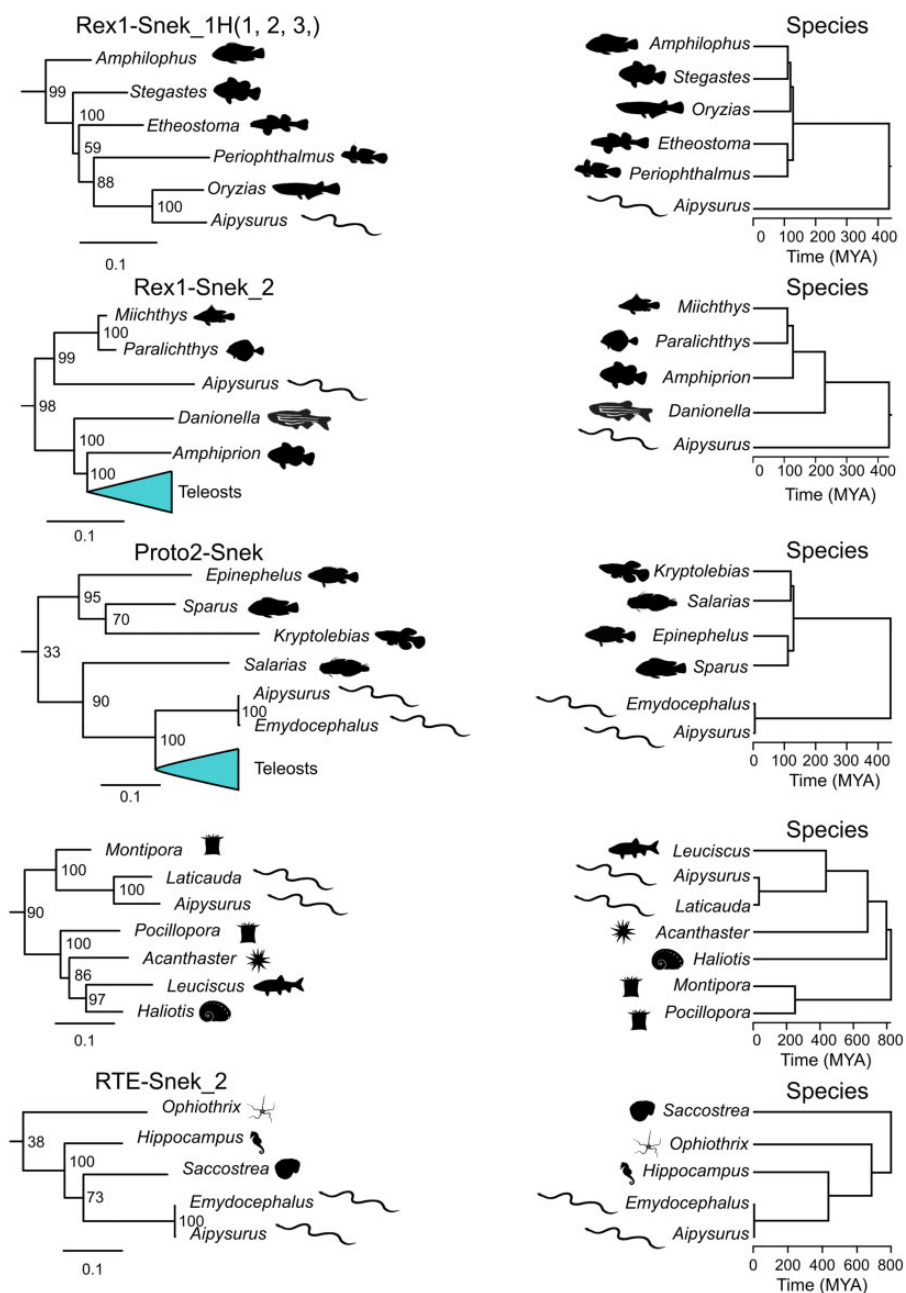 Rex1-Snek_1H(1, 2, 3,)
Amphilophus
99
Stegastes
100
Etheostoma
59
Periophthalmus
88
Oryzias
100
Aipysurus
0.1
Species
Amphilophus
Stegastes
Oryzias
Etheostoma
Periophthalmus
Aipysurus
0 100 200 300 400
Time (MYA)
Rex1-Snek_2
Miichthys
100
Paralichthys
99
Aipysurus
98
Danionella
100
Amphiprion
100
Teleosts
0.1
Species
Miichthys
Paralichthys
Amphiprion
Danionella
Aipysurus
0 100 200 300 400
Time (MYA)
Proto2-Snek
Epinephelus
95
Sparus
70
Kryptolebias
33
Salarias
90
Aipysurus
100
Emydocephalus
100
Teleosts
0.1
Species
Kryptolebias
Salarias
Epinephelus
Sparus
Emydocephalus
Aipysurus
0 100 200 300 400
Time (MYA)
Montipora
100
Laticauda
100
Aipysurus
90
Pocillopora
100
Acanthaster
86
Leuciscus
97
Haliotis
0.1
Species
Leuciscus
Aipysurus
Laticauda
Acanthaster
Haliotis
Montipora
Pocillopora
0 200 400 600 800
Time (MYA)
RTE-Snek_2
Ophiothrix
38
Hippocampus
100
Saccostrea
73
Emydocephalus
100
Aipysurus
0.1
Species
Saccostrea
Ophiothrix
Hippocampus
Emydocephalus
Aipysurus
0 200 400 600 800
Time (MYA)